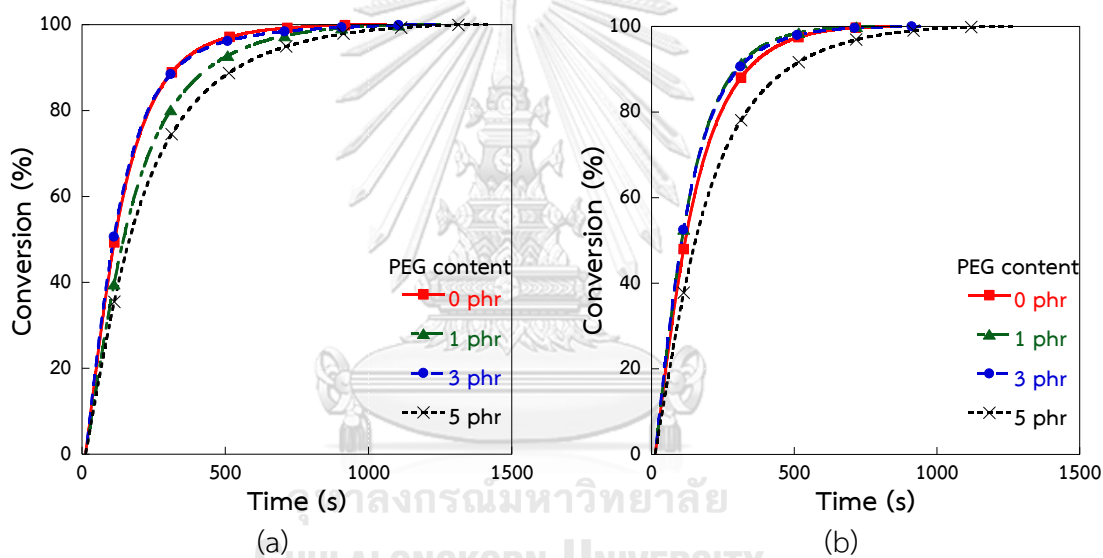 100
80
60
40
20
0
Conversion (%)
PEG content
0 phr
1 phr
3 phr
5 phr
0 500 1000 1500
Time (s)
(a)
100
80
60
40
20
0
Conversion (%)
PEG content
0 phr
1 phr
3 phr
5 phr
0 500 1000 1500
Time (s)
(b)
จุฬาลงกรณ์มหาวิทยาลัย
CHULALONGKORN UNIVERSITY